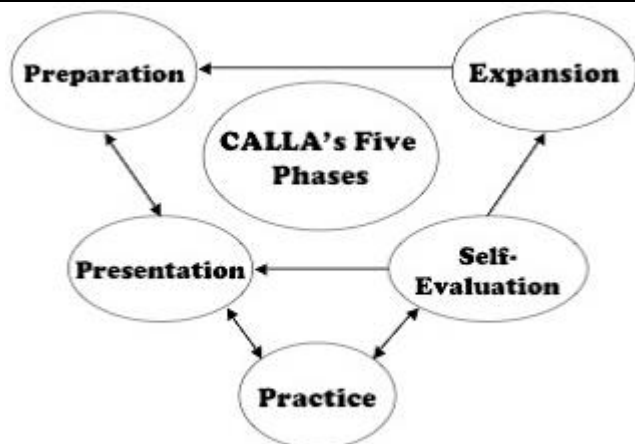 Preparation
Expansion
CALLA's Five
Phases
Presentation
Self-
Evaluation
Practice